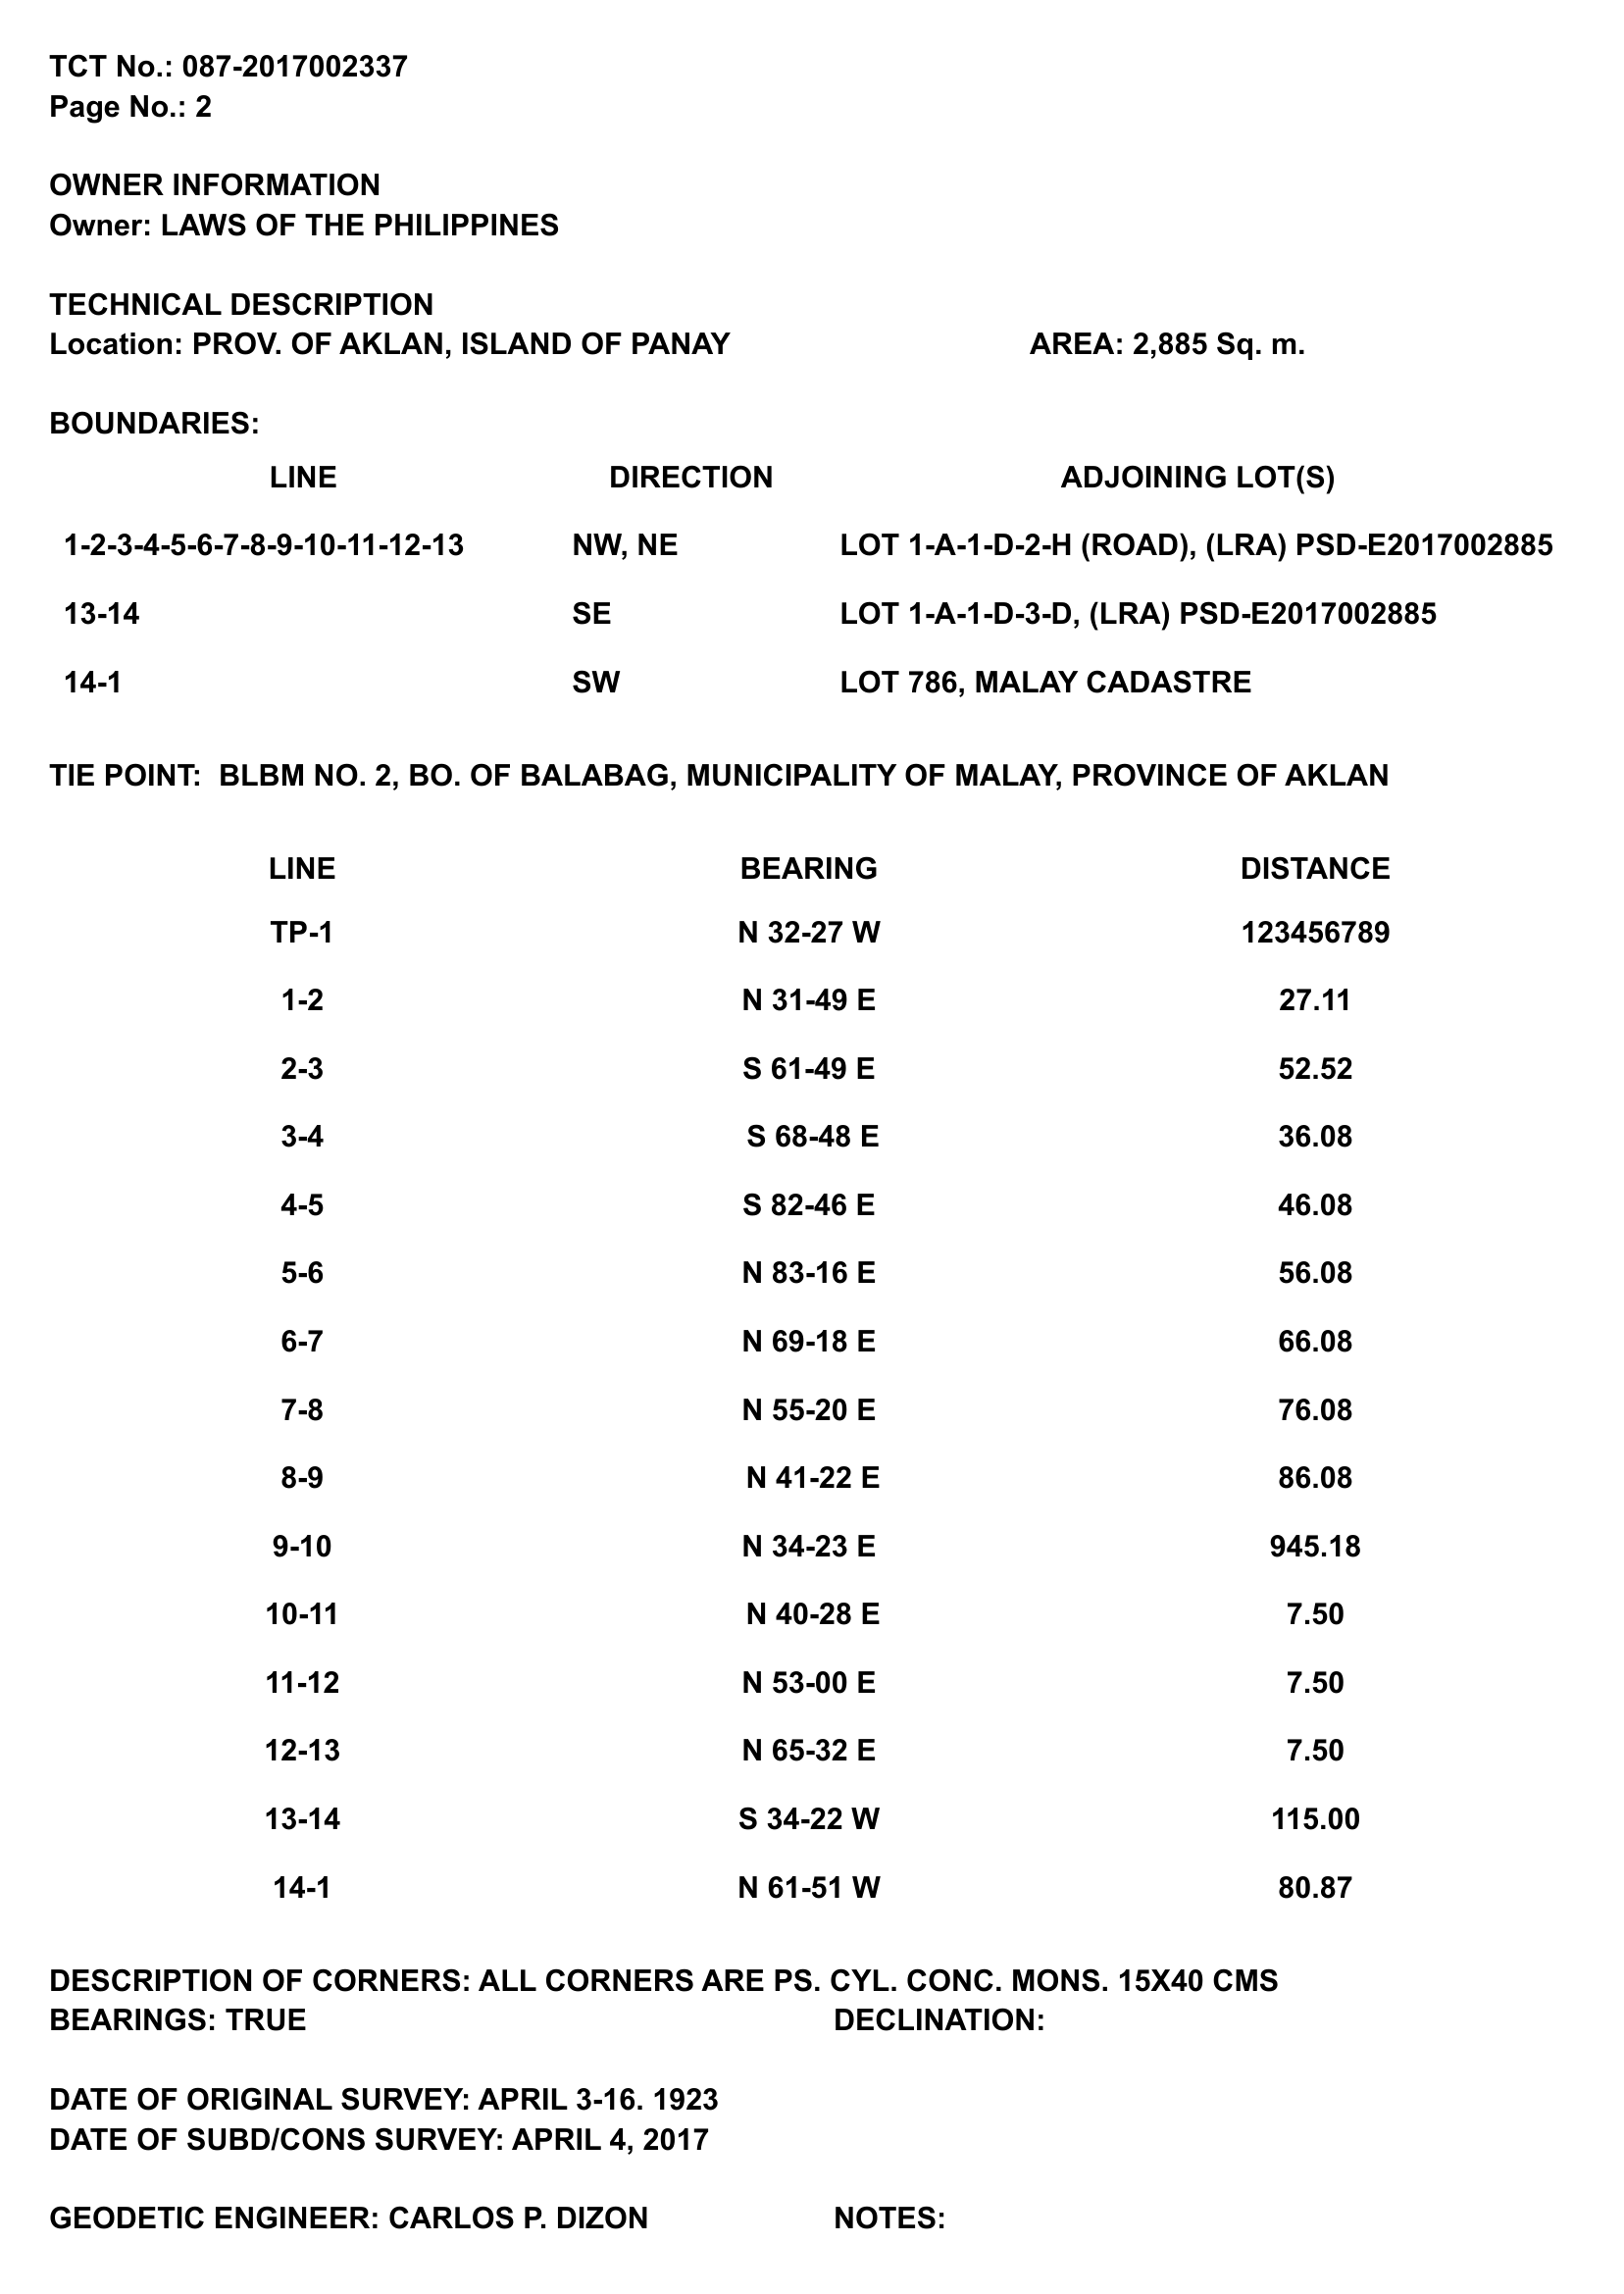 TCT No.: 087-2017002337
Page No.: 2
OWNER INFORMATION
Owner: LAWS OF THE PHILIPPINES
TECHNICAL DESCRIPTION
Location: PROV. OF AKLAN, ISLAND OF PANAY AREA: 2,885 Sq. m.
BOUNDARIES:
LINE DIRECTION ADJOINING LOT(S)
1-2-3-4-5-6-7-8-9-10-11-12-13 NW, NE LOT 1-A-1-D-2-H (ROAD), (LRA) PSD-E2017002885
13-14 SE LOT 1-A-1-D-3-D, (LRA) PSD-E2017002885
14-1 SW LOT 786, MALAY CADASTRE
TIE POINT: BLBM NO. 2, BO. OF BALABAG, MUNICIPALITY OF MALAY, PROVINCE OF AKLAN
LINE BEARING DISTANCE
TP-1 N 32-27 W 123456789
1-2 N 31-49 E 27.11
2-3 S 61-49 E 52.52
3-4 S 68-48 E 36.08
4-5 S 82-46 E 46.08
5-6 N 83-16 E 56.08
6-7 N 69-18 E 66.08
7-8 N 55-20 E 76.08
8-9 N 41-22 E 86.08
9-10 N 34-23 E 945.18
10-11 N 40-28 E 7.50
11-12 N 53-00 E 7.50
12-13 N 65-32 E 7.50
13-14 S 34-22 W 115.00
14-1 N 61-51 W 80.87
DESCRIPTION OF CORNERS: ALL CORNERS ARE PS. CYL. CONC. MONS. 15X40 CMS
BEARINGS: TRUE DECLINATION:
DATE OF ORIGINAL SURVEY: APRIL 3-16. 1923
DATE OF SUBD/CONS SURVEY: APRIL 4, 2017
GEODETIC ENGINEER: CARLOS P. DIZON NOTES: